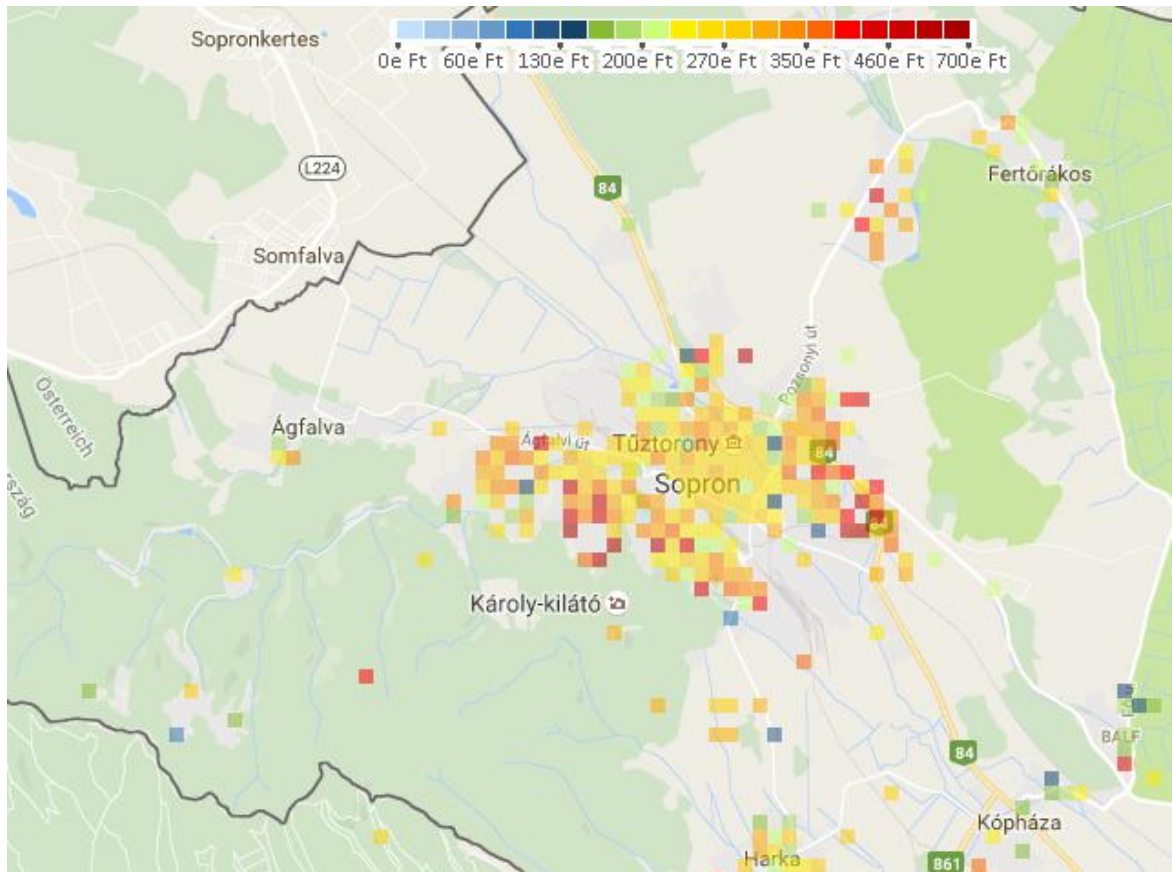 Sopronkertes
0e Ft 60e Ft 130e Ft 200e Ft 270e Ft 350e Ft 460e Ft 700e Ft
L224
84
Fertőrákos
Somfalva
Pozsonyi út
Österreich
Ágfalva
Ágfalvi út
Tűztorony
84
Sopron
84
Károly-kilátó
BALF
84
Kópháza
Harka
861